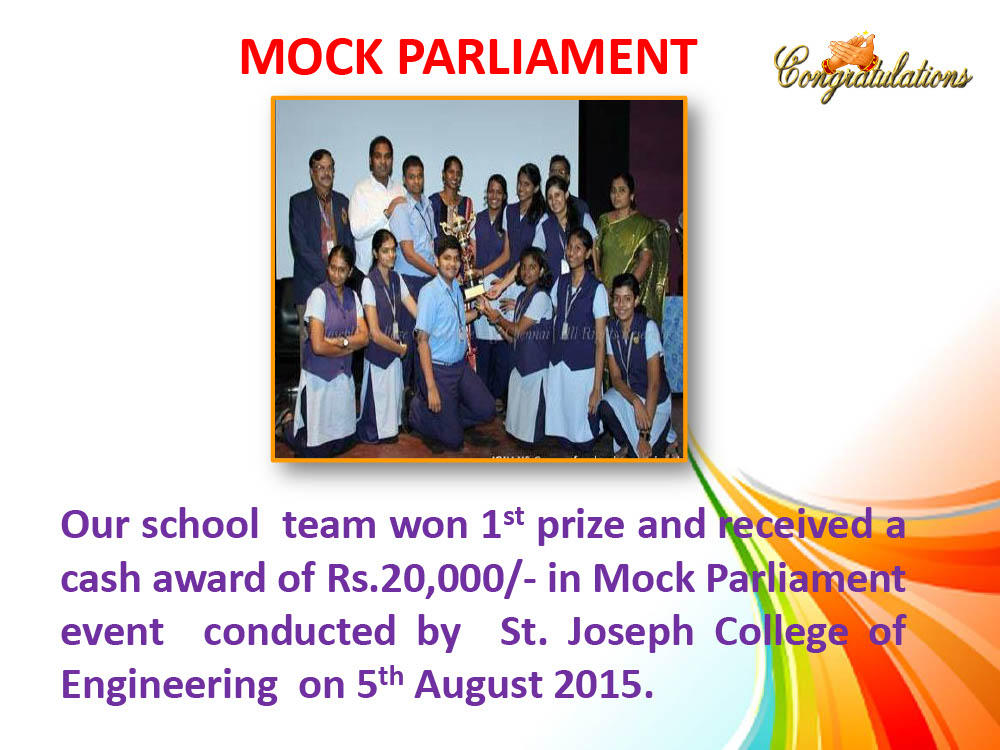 MOCK PARLIAMENT
Congratulations
Our school team won 1st prize and received a
cash award of Rs.20,000/- in Mock Parliament
event conducted by St. Joseph College of
Engineering on 5th August 2015.